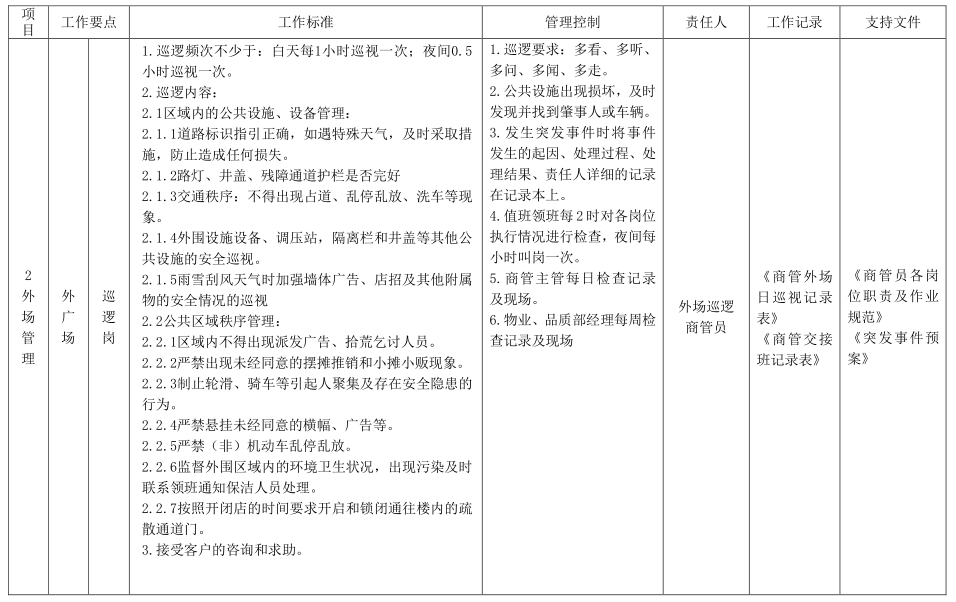 项目 工作要点 工作标准 管理控制 责任人 工作记录 支持文件
2外场管理
外广场
巡逻岗
1.巡逻频次不少于：白天每1小时巡视一次；夜间0.5
小时巡视一次。
2.巡逻内容：
2.1区域内的公共设施、设备管理：
2.1.1道路标识指引正确，如遇特殊天气，及时采取措
施，防止造成任何损失。
2.1.2路灯、井盖、残障通道护栏是否完好
2.1.3交通秩序：不得出现占道、乱停乱放、洗车等现
象。
2.1.4外围设施设备、调压站，隔离栏和井盖等其他公
共设施的安全巡视。
2.1.5雨雪刮风天气时加强墙体广告、店招及其他附属
物的安全情况的巡视
2.2公共区域秩序管理：
2.2.1区域内不得出现派发广告、拾荒乞讨人员。
2.2.2严禁出现未经同意的摆摊推销和小摊小贩现象。
2.2.3制止轮滑、骑车等引起人聚集及存在安全隐患的
行为。
2.2.4严禁悬挂未经同意的横幅、广告等。
2.2.5严禁（非）机动车乱停乱放。
2.2.6监督外围区域内的环境卫生状况，出现污染及时
联系领班通知保洁人员处理。
2.2.7按照开闭店的时间要求开启和锁闭通往楼内的疏
散通道门。
3.接受客户的咨询和求助。
1.巡逻要求：多看、多听、
多问、多闻、多走。
2.公共设施出现损坏，及时
发现并找到肇事人或车辆。
3.发生突发事件时将事件
发生的起因、处理过程、处
理结果、责任人详细的记录
在记录本上。
4.值班领班每2时对各岗位
执行情况进行检查，夜间每
小时叫岗一次。
5.商管主管每日检查记录
及现场。
6.物业、品质部经理每周检
查记录及现场
外场巡逻
商管员
《商管外场
日巡视记录
表》
《商管交接
班记录表》
《商管员各岗
位职责及作业
规范》
《突发事件预
案》